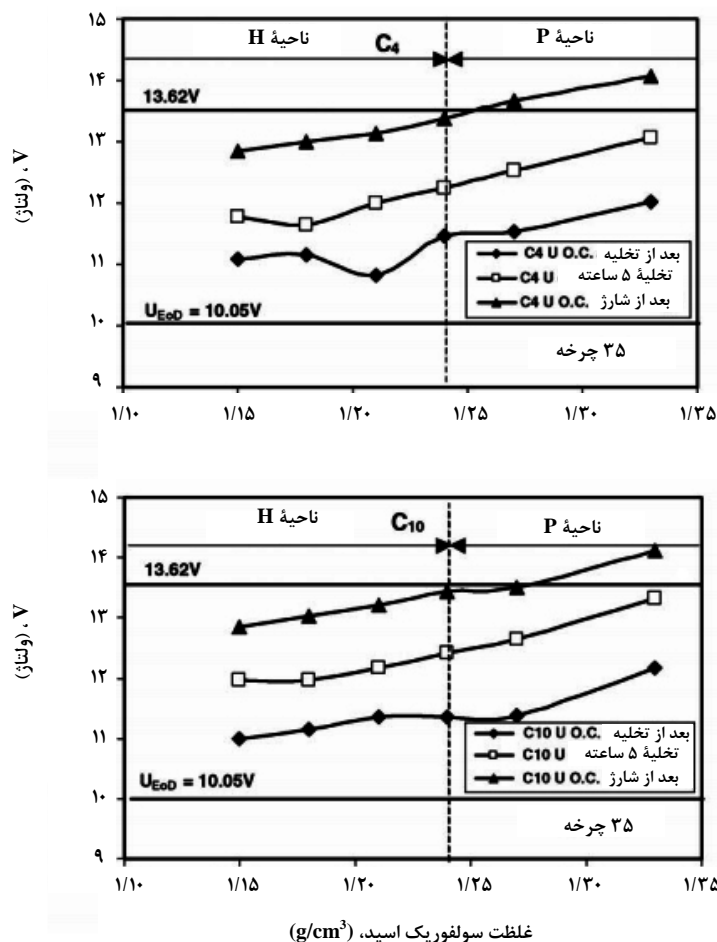 ناحیهٔ H
C4
ناحیهٔ P
13.62V
UEoD = 10.05V
بعد از تخلیه C4 U O.C.
تخلیهٔ ۵ ساعته C4 U
بعد از شارژ C4 U O.C.
۳۵ چرخه
V ، (ولتاژ)
۱۵
۱۴
۱۳
۱۲
۱۱
۱۰
۹
۱/۱۰ ۱/۱۵ ۱/۲۰ ۱/۲۵ ۱/۳۰ ۱/۳۵
ناحیهٔ H
C10
ناحیهٔ P
13.62V
UEoD = 10.05V
بعد از تخلیه C10 U O.C.
تخلیهٔ ۵ ساعته C10 U
بعد از شارژ C10 U O.C.
۳۵ چرخه
V ، (ولتاژ)
۱۵
۱۴
۱۳
۱۲
۱۱
۱۰
۹
۱/۱۰ ۱/۱۵ ۱/۲۰ ۱/۲۵ ۱/۳۰ ۱/۳۵
غلظت سولفوریک اسید، (g/cm³)